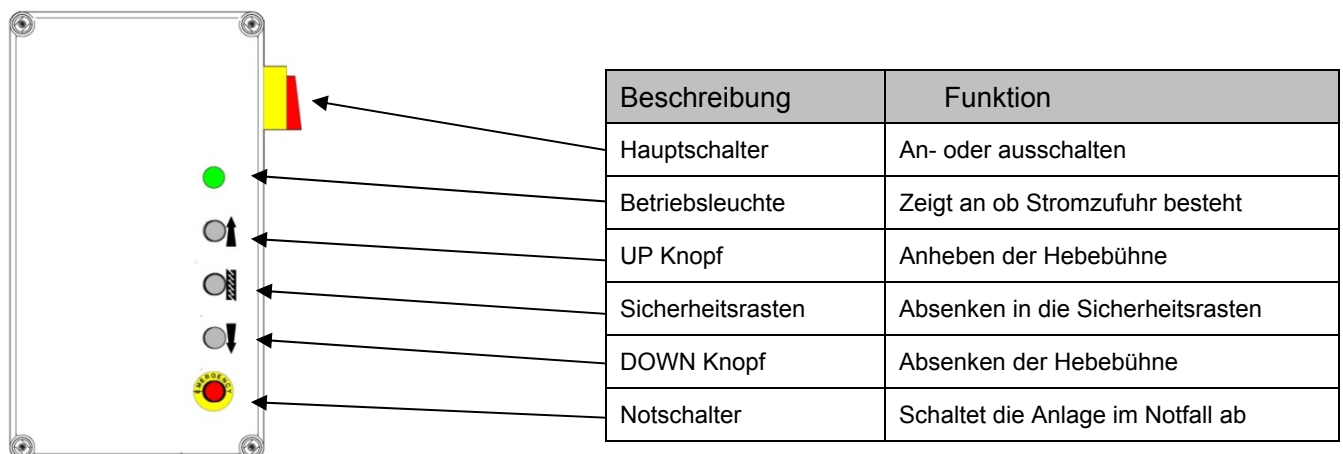 Beschreibung Funktion
Hauptschalter An- oder ausschalten
Betriebsleuchte Zeigt an ob Stromzufuhr besteht
UP Knopf Anheben der Hebebühne
Sicherheitsrasten Absenken in die Sicherheitsrasten
DOWN Knopf Absenken der Hebebühne
Notschalter Schaltet die Anlage im Notfall ab
EMERGENCY